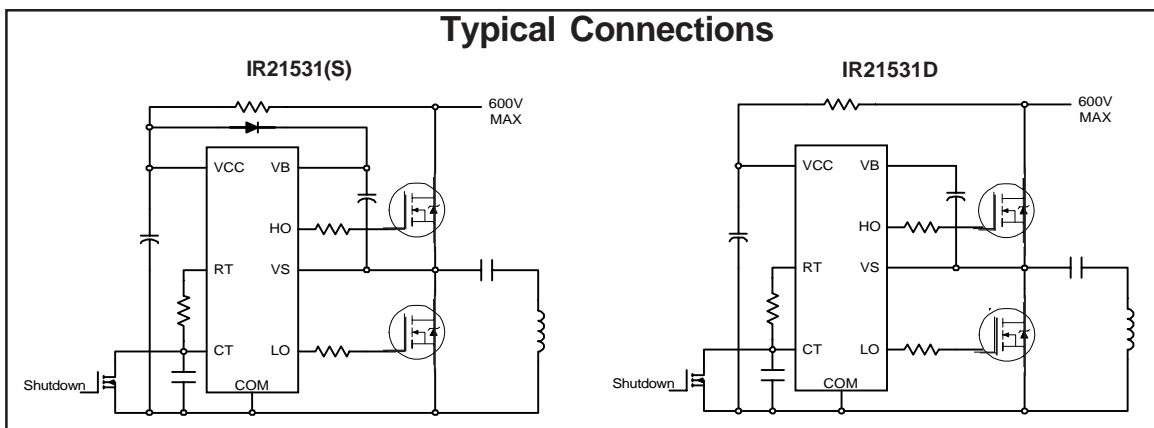 Typical Connections
IR21531(S)
600V
MAX
VCC
VB
HO
RT
VS
CT
LO
COM
Shutdown
IR21531D
600V
MAX
VCC
VB
HO
RT
VS
CT
LO
COM
Shutdown